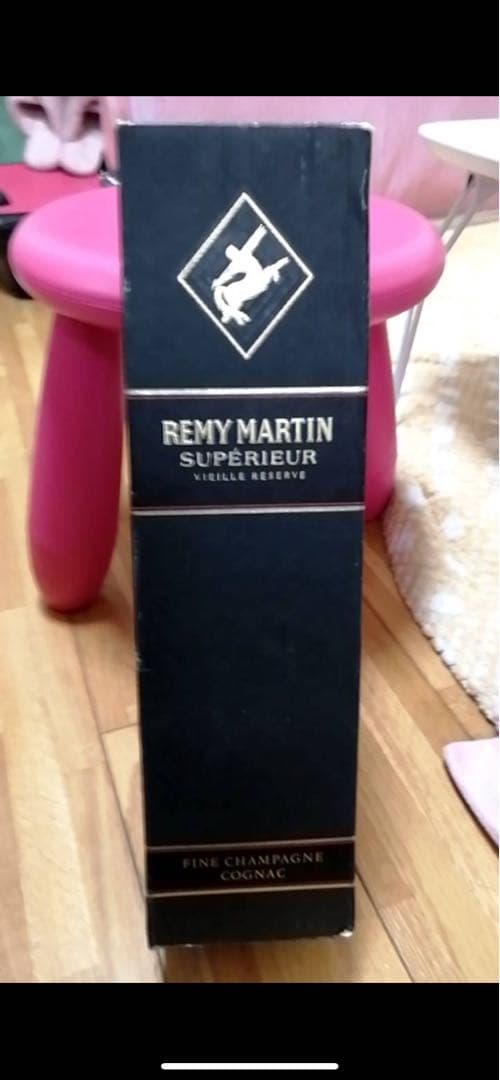 REMY MARTIN
SUPÉRIEUR
VIEILLE RESERVE
FINE CHAMPAGNE
COGNAC